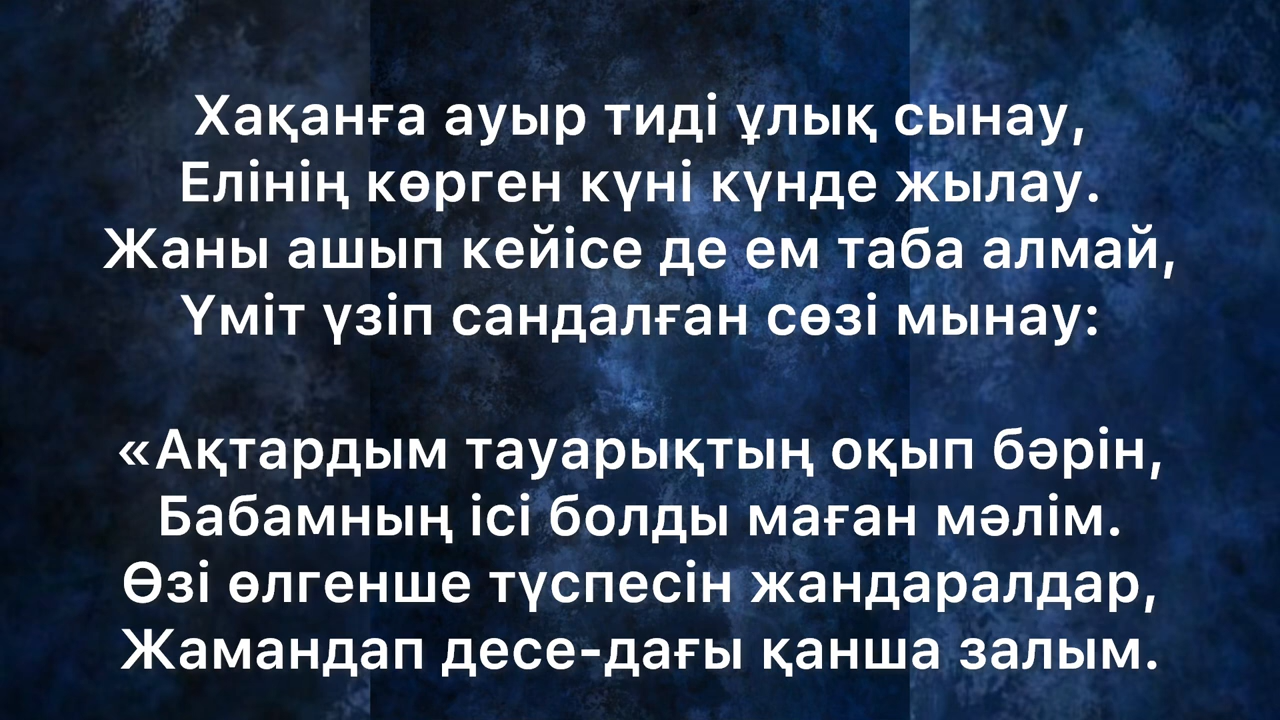 Хақанға ауыр тиді ұлық сынау,
Елінің көрген күні күнде жылау.
Жаны ашып кейісе де ем таба алмай,
Үміт үзіп сандалған сөзі мынау:
«Ақтардым тауарықтың оқып бәрін,
Бабамның ісі болды маған мәлім.
Өзі өлгенше түспесін жандаралдар,
Жамандап десе-дағы қанша залым.